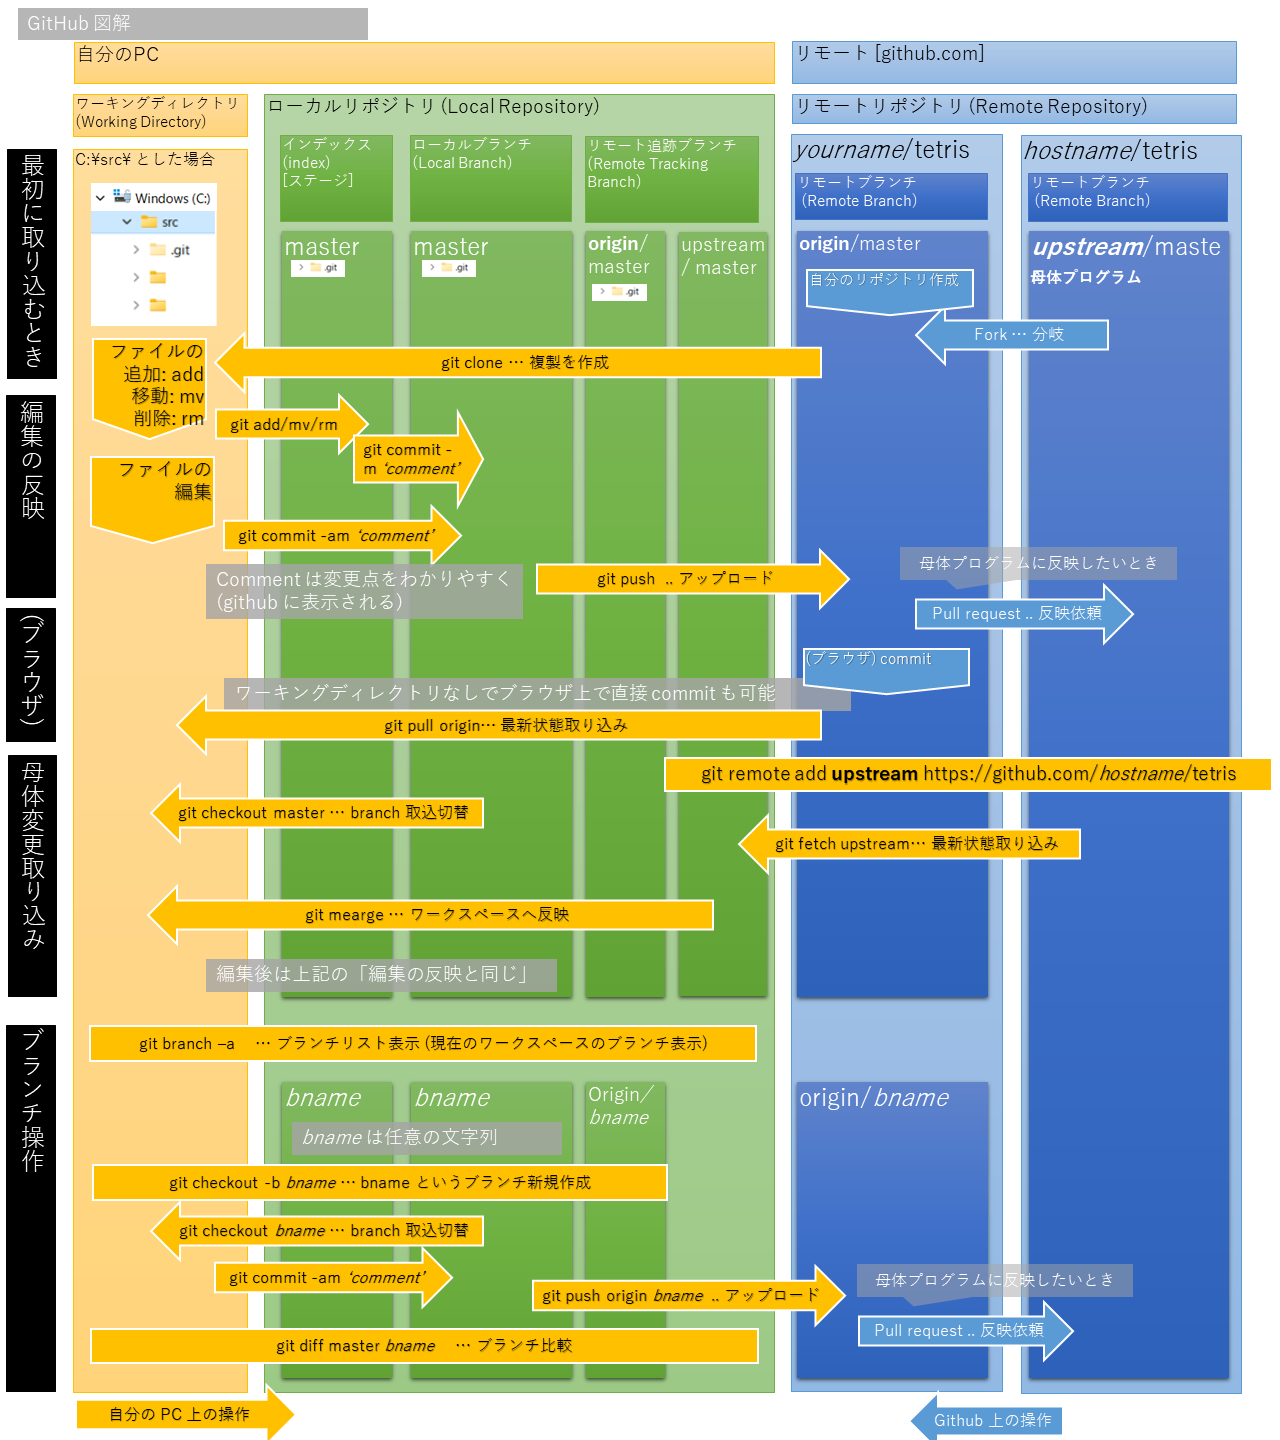 GitHub 図解
自分のPC
リモート [github.com]
ワーキングディレクトリ
(Working Directory)
ローカルリポジトリ (Local Repository)
リモートリポジトリ (Remote Repository)
最初に取り込むとき
C:¥src¥ とした場合
Windows (C:)
src
.git
インデックス
(index)
[ステージ]
ローカルブランチ
(Local Branch)
リモート追跡ブランチ
(Remote Tracking
Branch)
yourname/tetris
リモートブランチ
(Remote Branch)
hostname/tetris
リモートブランチ
(Remote Branch)
master
.git
master
.git
origin/
master
.git
upstream
/ master
origin/master
自分のリポジトリ作成
upstream/maste
母体プログラム
Fork … 分岐
git clone … 複製を作成
ファイルの
追加: add
移動: mv
削除: rm
編集の反映
git add/mv/rm
git commit -
m ‘comment’
ファイルの
編集
git commit -am ‘comment’
Comment は変更点をわかりやすく
(github に表示される)
git push .. アップロード
母体プログラムに反映したいとき
Pull request .. 反映依頼
(ブラウザ)
(ブラウザ) commit
ワーキングディレクトリなしでブラウザ上で直接 commit も可能
git pull origin… 最新状態取り込み
母体変更取り込み
git remote add upstream https://github.com/hostname/tetris
git checkout master … branch 取込切替
git fetch upstream… 最新状態取り込み
git mearge … ワークスペースへ反映
編集後は上記の「編集の反映と同じ」
ブランチ操作
git branch –a … ブランチリスト表示 (現在のワークスペースのブランチ表示)
bname
bname
Origin/
bname
origin/bname
bname は任意の文字列
git checkout -b bname … bname というブランチ新規作成
git checkout bname … branch 取込切替
git commit -am ‘comment’
git push origin bname .. アップロード
母体プログラムに反映したいとき
Pull request .. 反映依頼
git diff master bname … ブランチ比較
自分の PC 上の操作
Github 上の操作